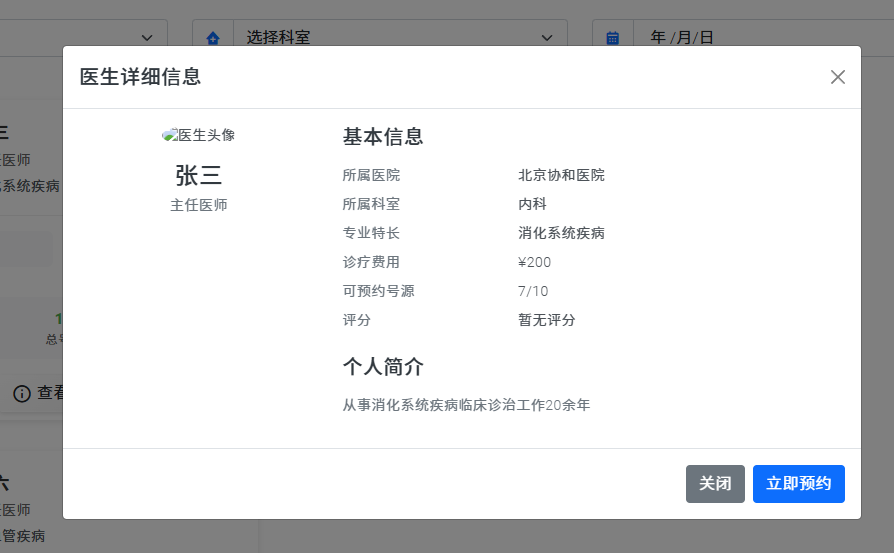 选择科室
年 /月/日
医生详细信息
医生头像
张三
主任医师
基本信息
所属医院 北京协和医院
所属科室 内科
专业特长 消化系统疾病
诊疗费用 ¥200
可预约号源 7/10
评分 暂无评分
个人简介
从事消化系统疾病临床诊治工作20余年
关闭 立即预约
三
医师
系统疾病
1
总
查看
医师
管疾病